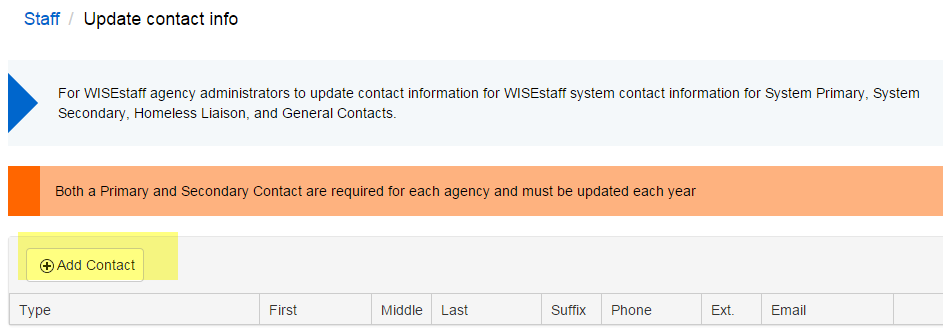 Staff / Update contact info
For WISEstaff agency administrators to update contact information for WISEstaff system contact information for System Primary, System
Secondary, Homeless Liaison, and General Contacts.
Both a Primary and Secondary Contact are required for each agency and must be updated each year
Add Contact
Type First Middle Last Suffix Phone Ext. Email